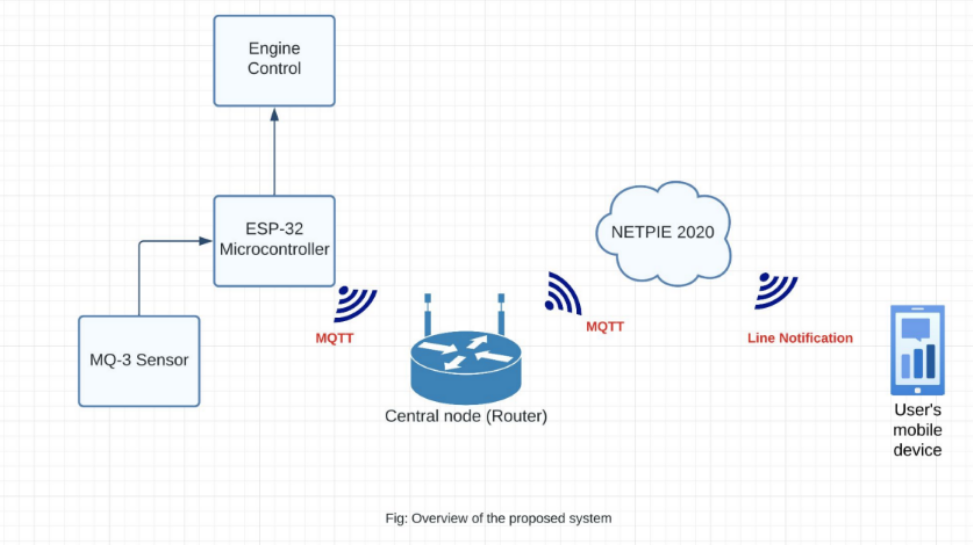 Engine
Control
ESP-32
Microcontroller
NETPIE 2020
MQTT
MQTT
Line Notification
MQ-3 Sensor
Central node (Router)
User's
mobile
device
Fig: Overview of the proposed system